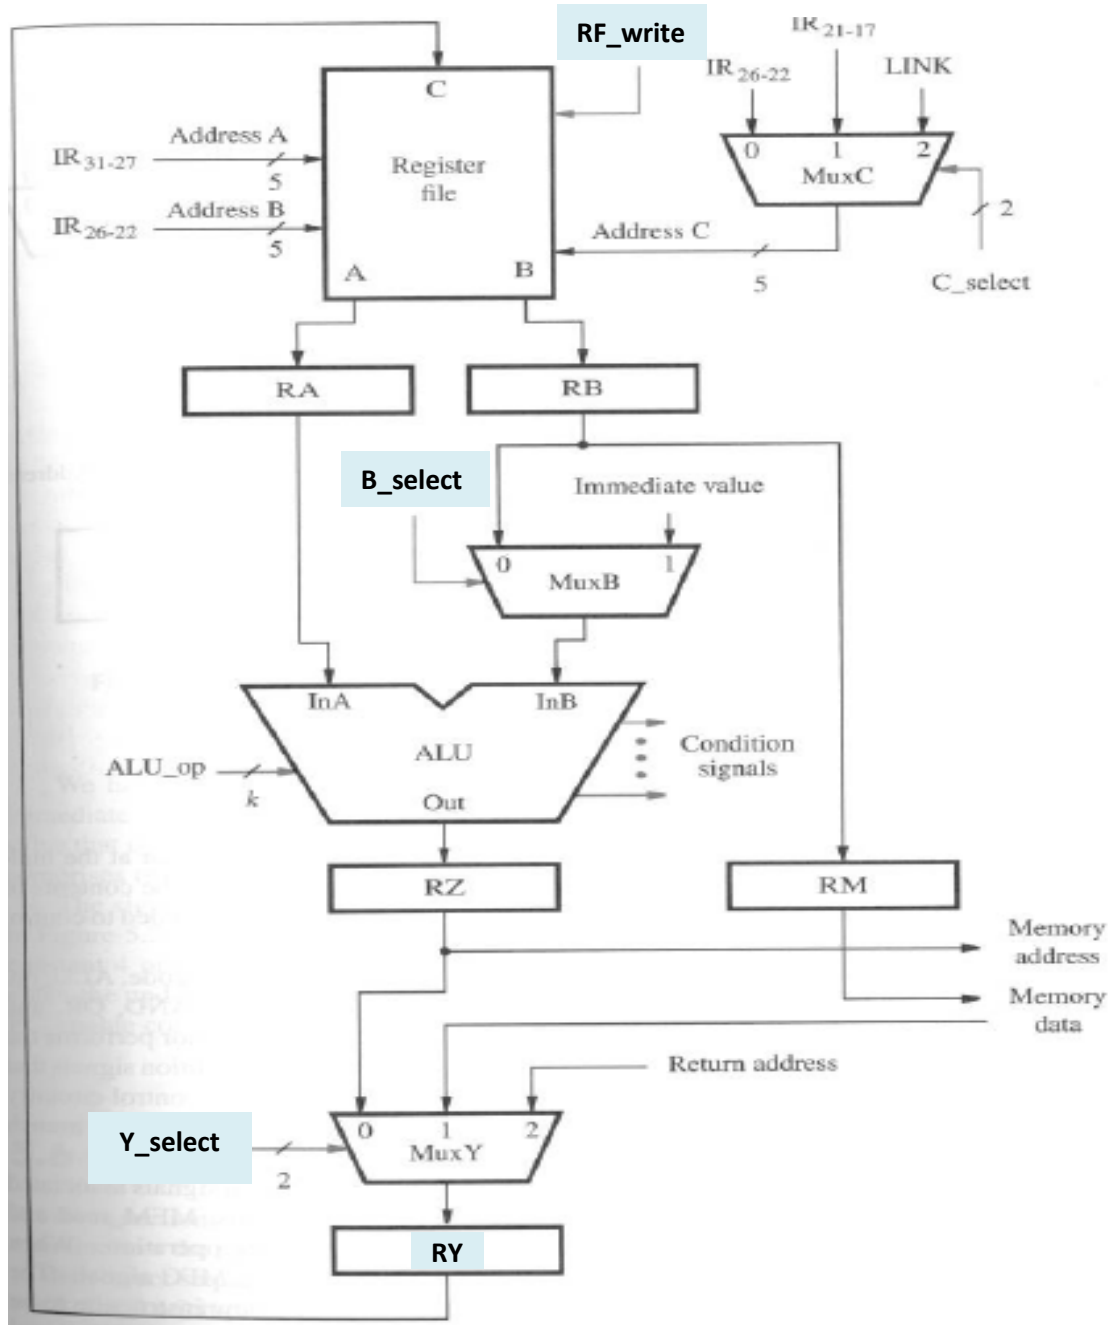 RF_write
IR21-17
IR26-22
LINK
C
Address A
IR31-27
5
Register
file
0
1
2
MuxC
2
Address B
IR26-22
5
Address C
5
C_select
A
B
RA
RB
B_select
Immediate value
0
1
MuxB
InA
InB
ALU
ALU_op
k
Condition
signals
Out
RZ
RM
Memory
address
Memory
data
Return address
Y_select
2
0
1
2
MuxY
RY